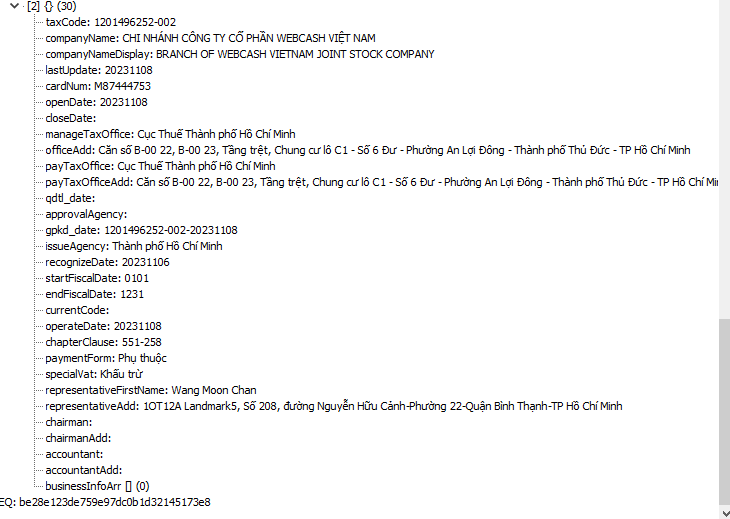 [2] {} (30)
taxCode: 1201496252-002
companyName: CHI NHÁNH CÔNG TY CỔ PHẦN WEBCASH VIỆT NAM
companyNameDisplay: BRANCH OF WEBCASH VIETNAM JOINT STOCK COMPANY
lastUpdate: 20231108
cardNum: M87444753
openDate: 20231108
closeDate:
manageTaxOffice: Cục Thuế Thành phố Hồ Chí Minh
officeAdd: Căn số B-00 22, B-00 23, Tầng trệt, Chung cư lô C1 - Số 6 Đư - Phường An Lợi Đông - Thành phố Thủ Đức - TP Hồ Chí Minh
payTaxOffice: Cục Thuế Thành phố Hồ Chí Minh
payTaxOfficeAdd: Căn số B-00 22, B-00 23, Tầng trệt, Chung cư lô C1 - Số 6 Đư - Phường An Lợi Đông - Thành phố Thủ Đức - TP Hồ Chí
qdtl_date:
approvalAgency:
gpkd_date: 1201496252-002-20231108
issueAgency: Thành phố Hồ Chí Minh
recognizeDate: 20231106
startFiscalDate: 0101
endFiscalDate: 1231
currentCode:
operateDate: 20231108
chapterClause: 551-258
paymentForm: Phụ thuộc
specialVat: Khấu trừ
representativeFirstName: Wang Moon Chan
representativeAdd: 1OT12A Landmark5, Số 208, đường Nguyễn Hữu Cảnh-Phường 22-Quận Bình Thạnh-TP Hồ Chí Minh
chairman:
chairmanAdd:
accountant:
accountantAdd:
businessInfoArr [] (0)
EQ: be28e123de759e97dc0b1d32145173e8